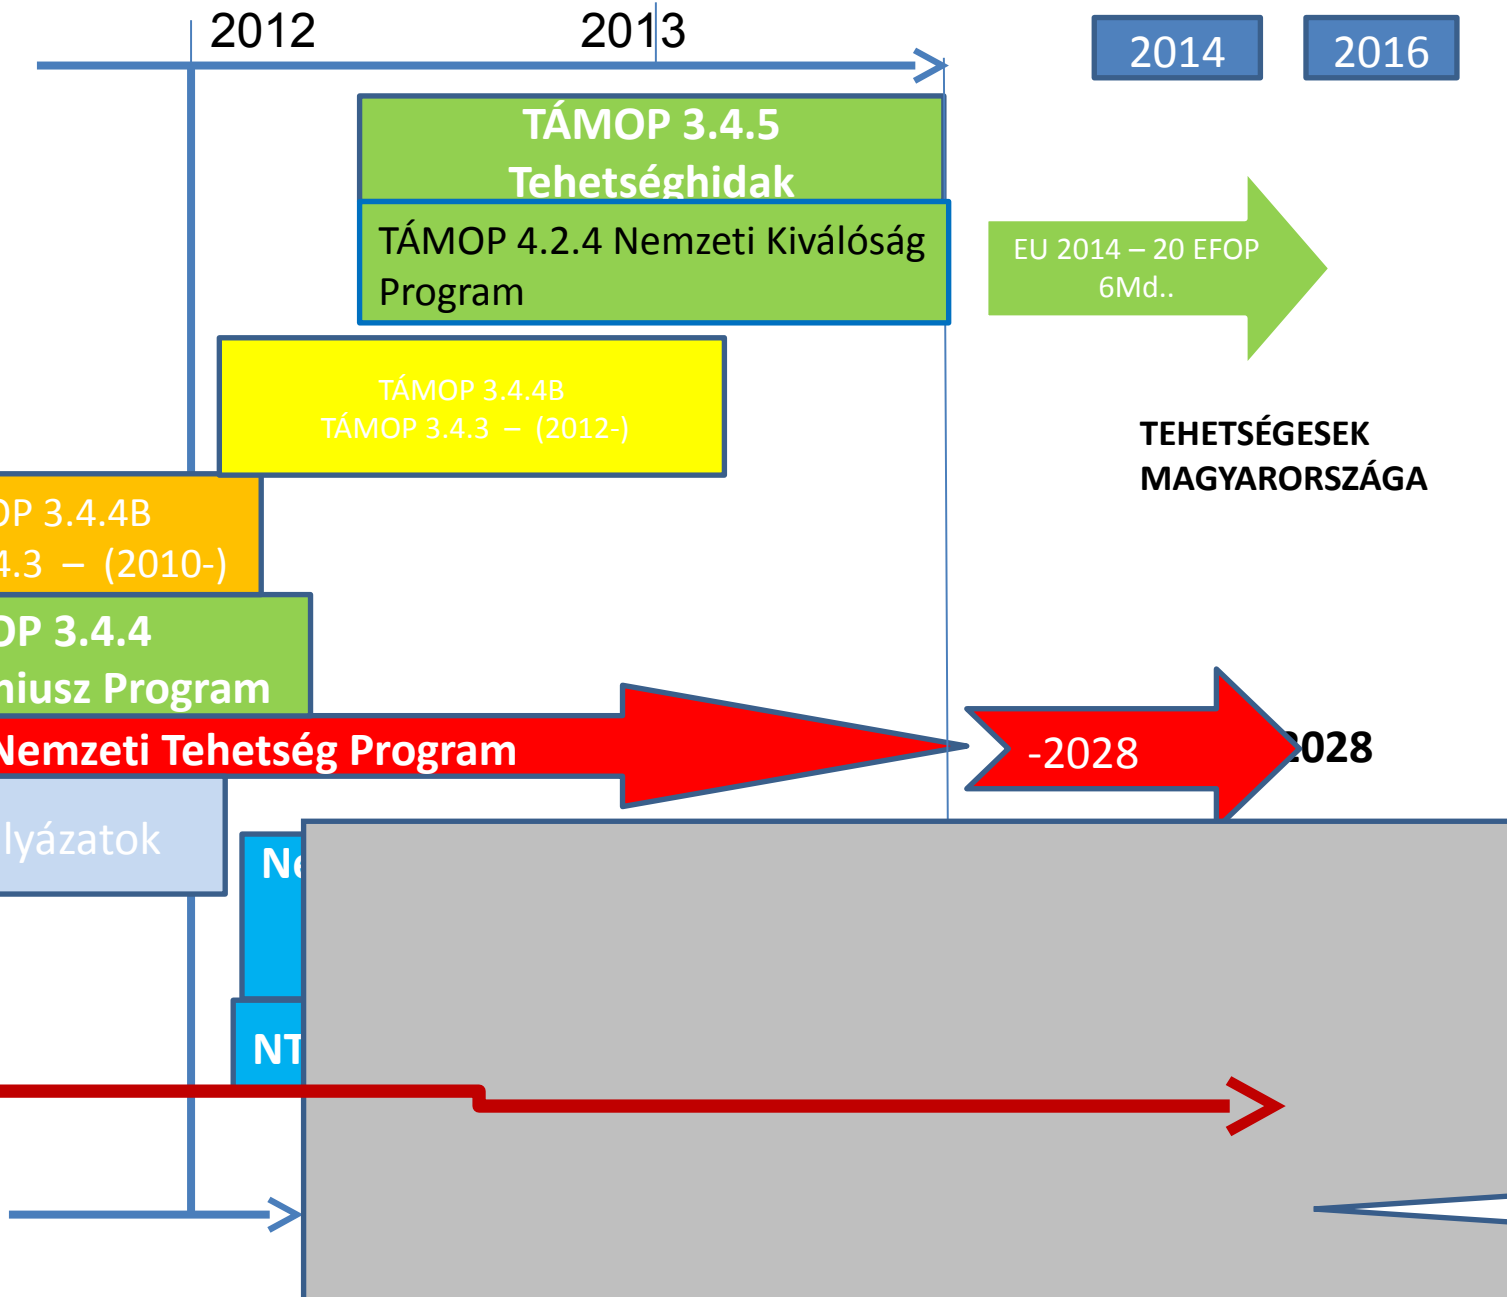 2012
2013
2014
2016
TÁMOP 3.4.5
Tehetséghidak
TÁMOP 4.2.4 Nemzeti Kiválóság
Program
EU 2014 – 20 EFOP
6Md..
TÁMOP 3.4.4B
TÁMOP 3.4.3 – (2012-)
TEHETSÉGESEK
MAGYARORSZÁGA
OP 3.4.4B
4.3 – (2010-)
OP 3.4.4
niusz Program
Nemzeti Tehetség Program
-2028
2028
lyázatok
Ne
NT